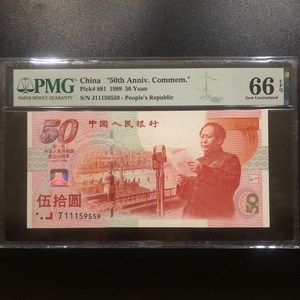 PMG
PAPER MONEY GUARANTY
China "50th Anniv. Commem."
Pick# 891 1999 50 Yuan
S/N J11159559 - People's Republic
66 EPQ
Gem Uncirculated
50
中国人民银行
伍拾圆
J11159559
50